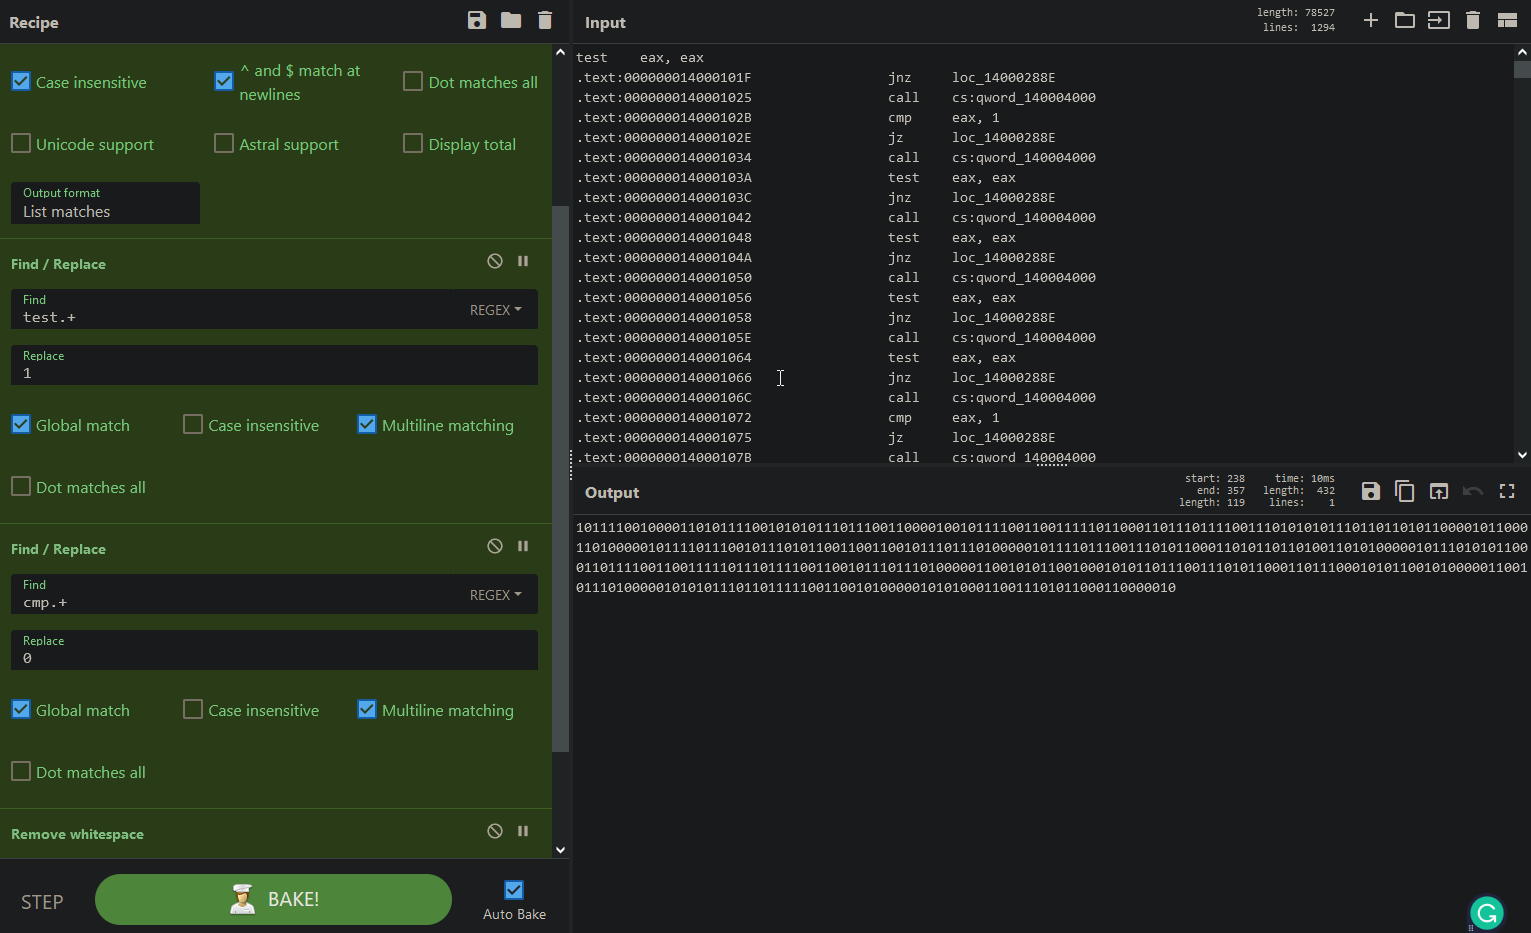 Recipe
Case insensitive
^ and $ match at newlines
Dot matches all
Unicode support
Astral support
Display total
Output format
List matches
Find / Replace
Find
test.+
REGEX
Replace
1
Global match
Case insensitive
Multiline matching
Dot matches all
Find / Replace
Find
cmp.+
REGEX
Replace
0
Global match
Case insensitive
Multiline matching
Dot matches all
Remove whitespace
STEP
BAKE!
Auto Bake
Input
length: 78527
lines: 1294
test eax, eax
.text:000000014000101F jnz loc_14000288E
.text:0000000140001025 call cs:qword_140004000
.text:000000014000102B cmp eax, 1
.text:000000014000102E jz loc_14000288E
.text:0000000140001034 call cs:qword_140004000
.text:000000014000103A test eax, eax
.text:000000014000103C jnz loc_14000288E
.text:0000000140001042 call cs:qword_140004000
.text:0000000140001048 test eax, eax
.text:000000014000104A jnz loc_14000288E
.text:0000000140001050 call cs:qword_140004000
.text:0000000140001056 test eax, eax
.text:0000000140001058 jnz loc_14000288E
.text:000000014000105E call cs:qword_140004000
.text:0000000140001064 test eax, eax
.text:0000000140001066 jnz loc_14000288E
.text:000000014000106C call cs:qword_140004000
.text:0000000140001072 cmp eax, 1
.text:0000000140001075 jz loc_14000288E
.text:000000014000107B call cs:qword_140004000
Output
start: 238
end: 357
length: 119
time: 10ms
length: 432
lines: 1